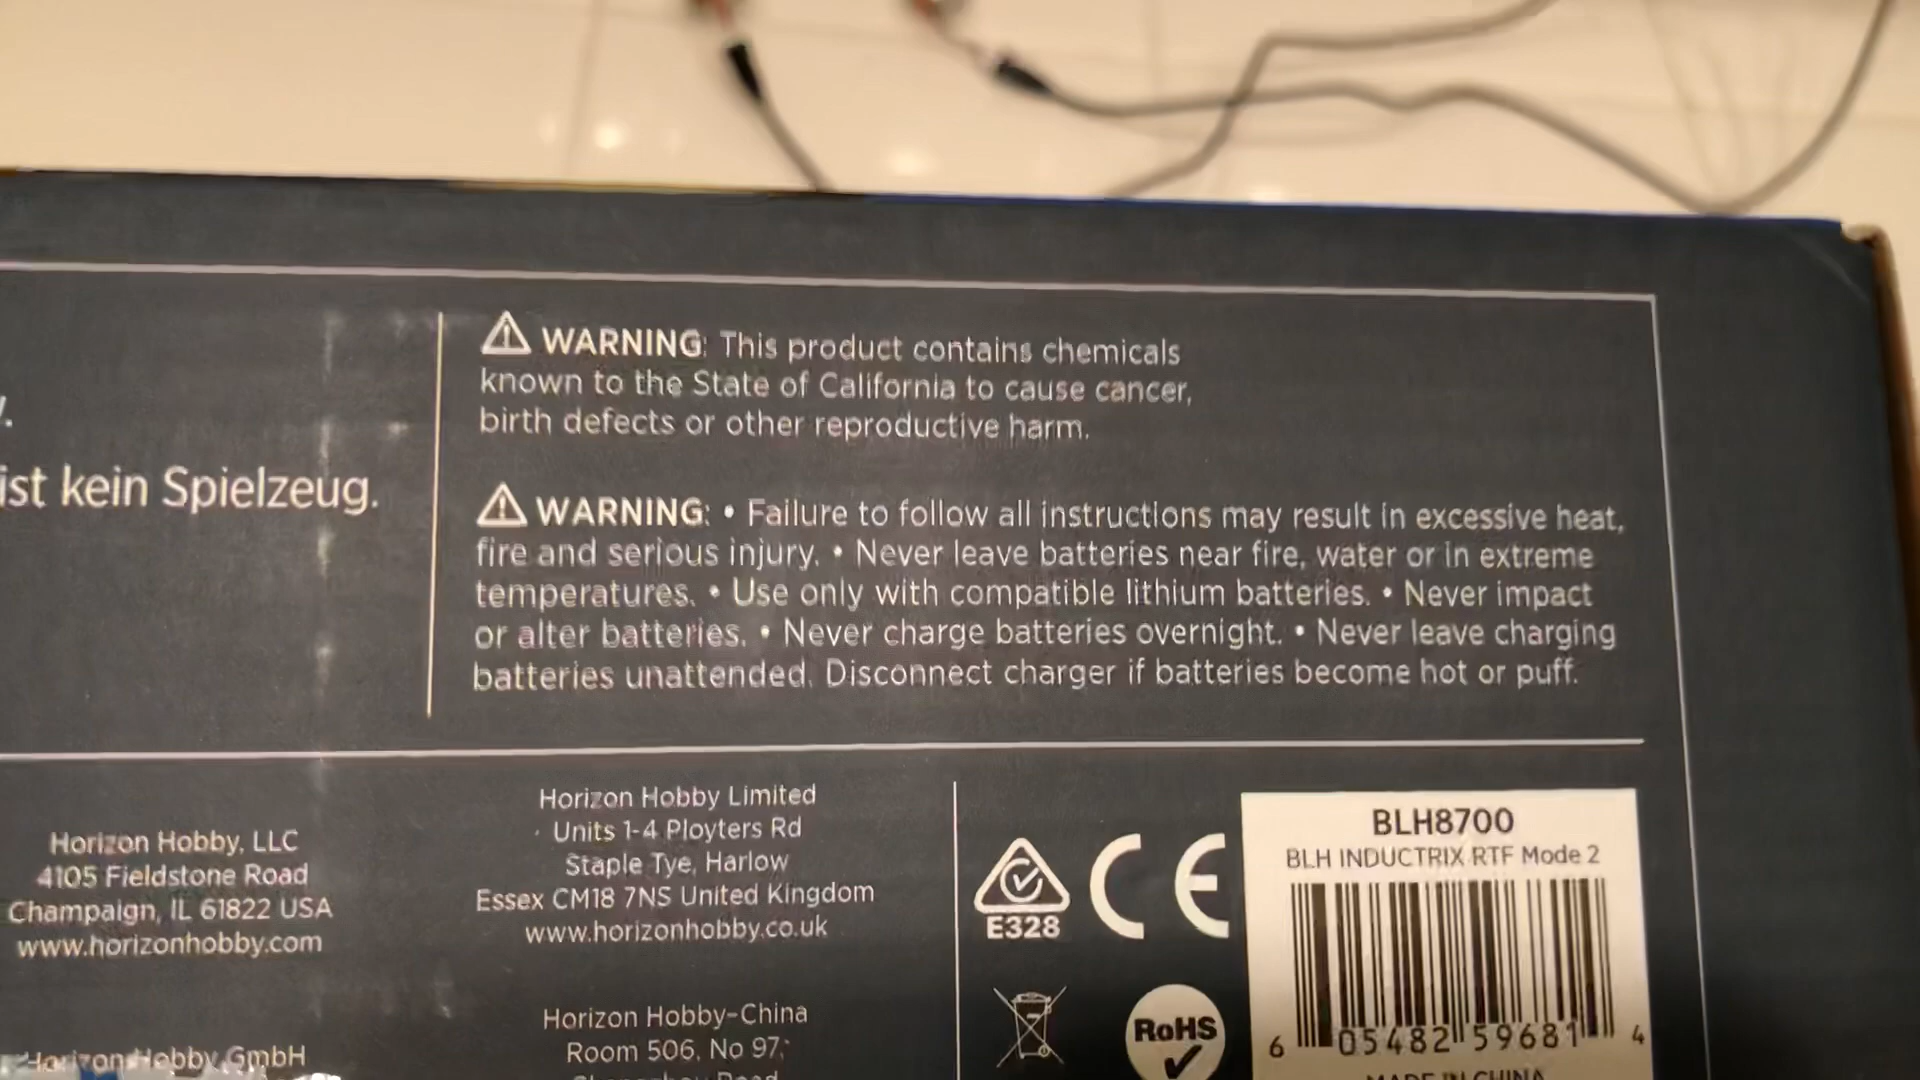 ist kein Spielzeug.
WARNING: This product contains chemicals
known to the State of California to cause cancer,
birth defects or other reproductive harm.
WARNING: • Failure to follow all instructions may result in excessive heat,
fire and serious injury. • Never leave batteries near fire, water or in extreme
temperatures. • Use only with compatible lithium batteries. • Never impact
or alter batteries. • Never charge batteries overnight. • Never leave charging
batteries unattended. Disconnect charger if batteries become hot or puff.
Horizon Hobby, LLC
4105 Fieldstone Road
Champaign, IL 61822 USA
www.horizonhobby.com
Horizon Hobby GmbH
Horizon Hobby Limited
Units 1-4 Ployters Rd
Staple Tye, Harlow
Essex CM18 7NS United Kingdom
www.horizonhobby.co.uk
Horizon Hobby-China
Room 506, No 97,
E328
CE
RoHS
BLH8700
BLH INDUCTRIX RTF Mode 2
6 05482 59681 4
MADE IN CHINA